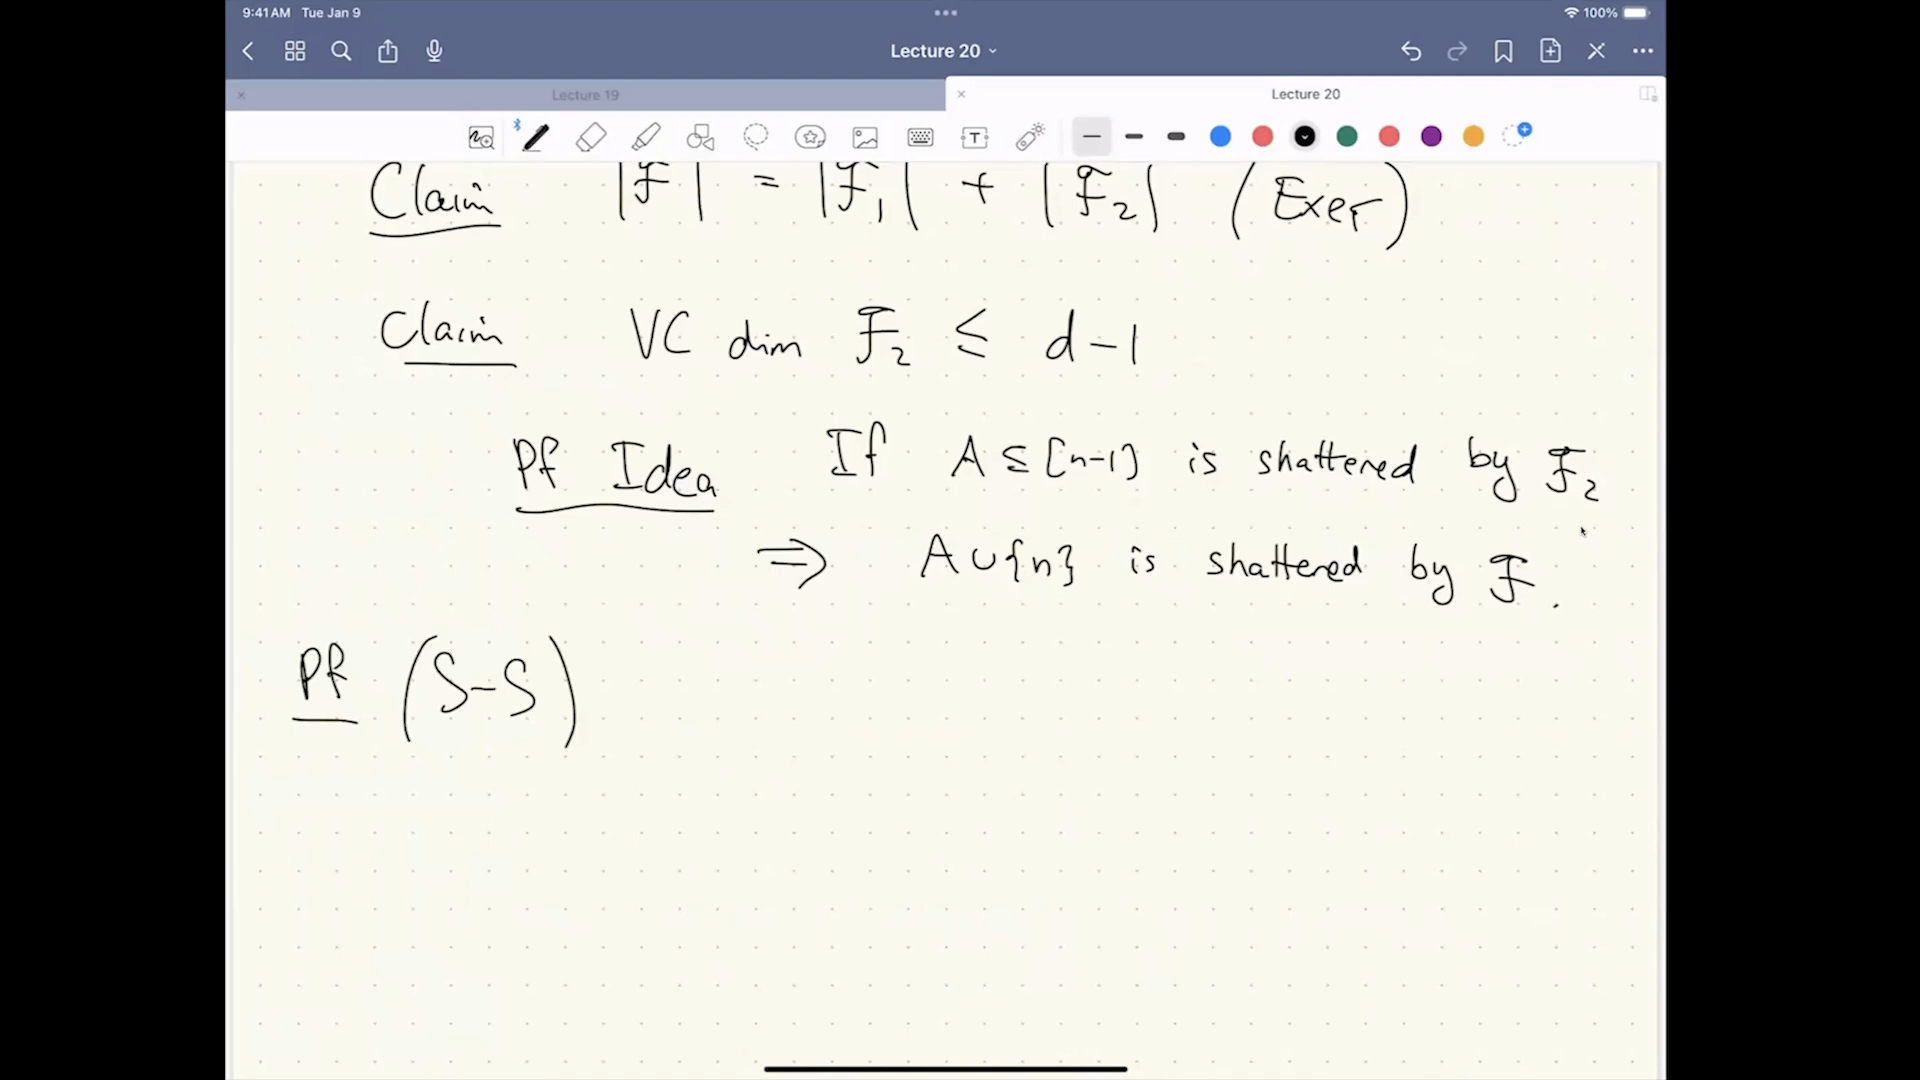 9:41 AM Tue Jan 9
100%
Lecture 20
Lecture 19
Lecture 20
T
Claim |F| = |F₁| + |F₂| (Exer)
Claim VC dim F₂ ≤ d-1
Pf Idea If A ⊆ [n-1] is shattered by F₂
⇒ A∪{n} is shattered by F.
Pf (S-S)